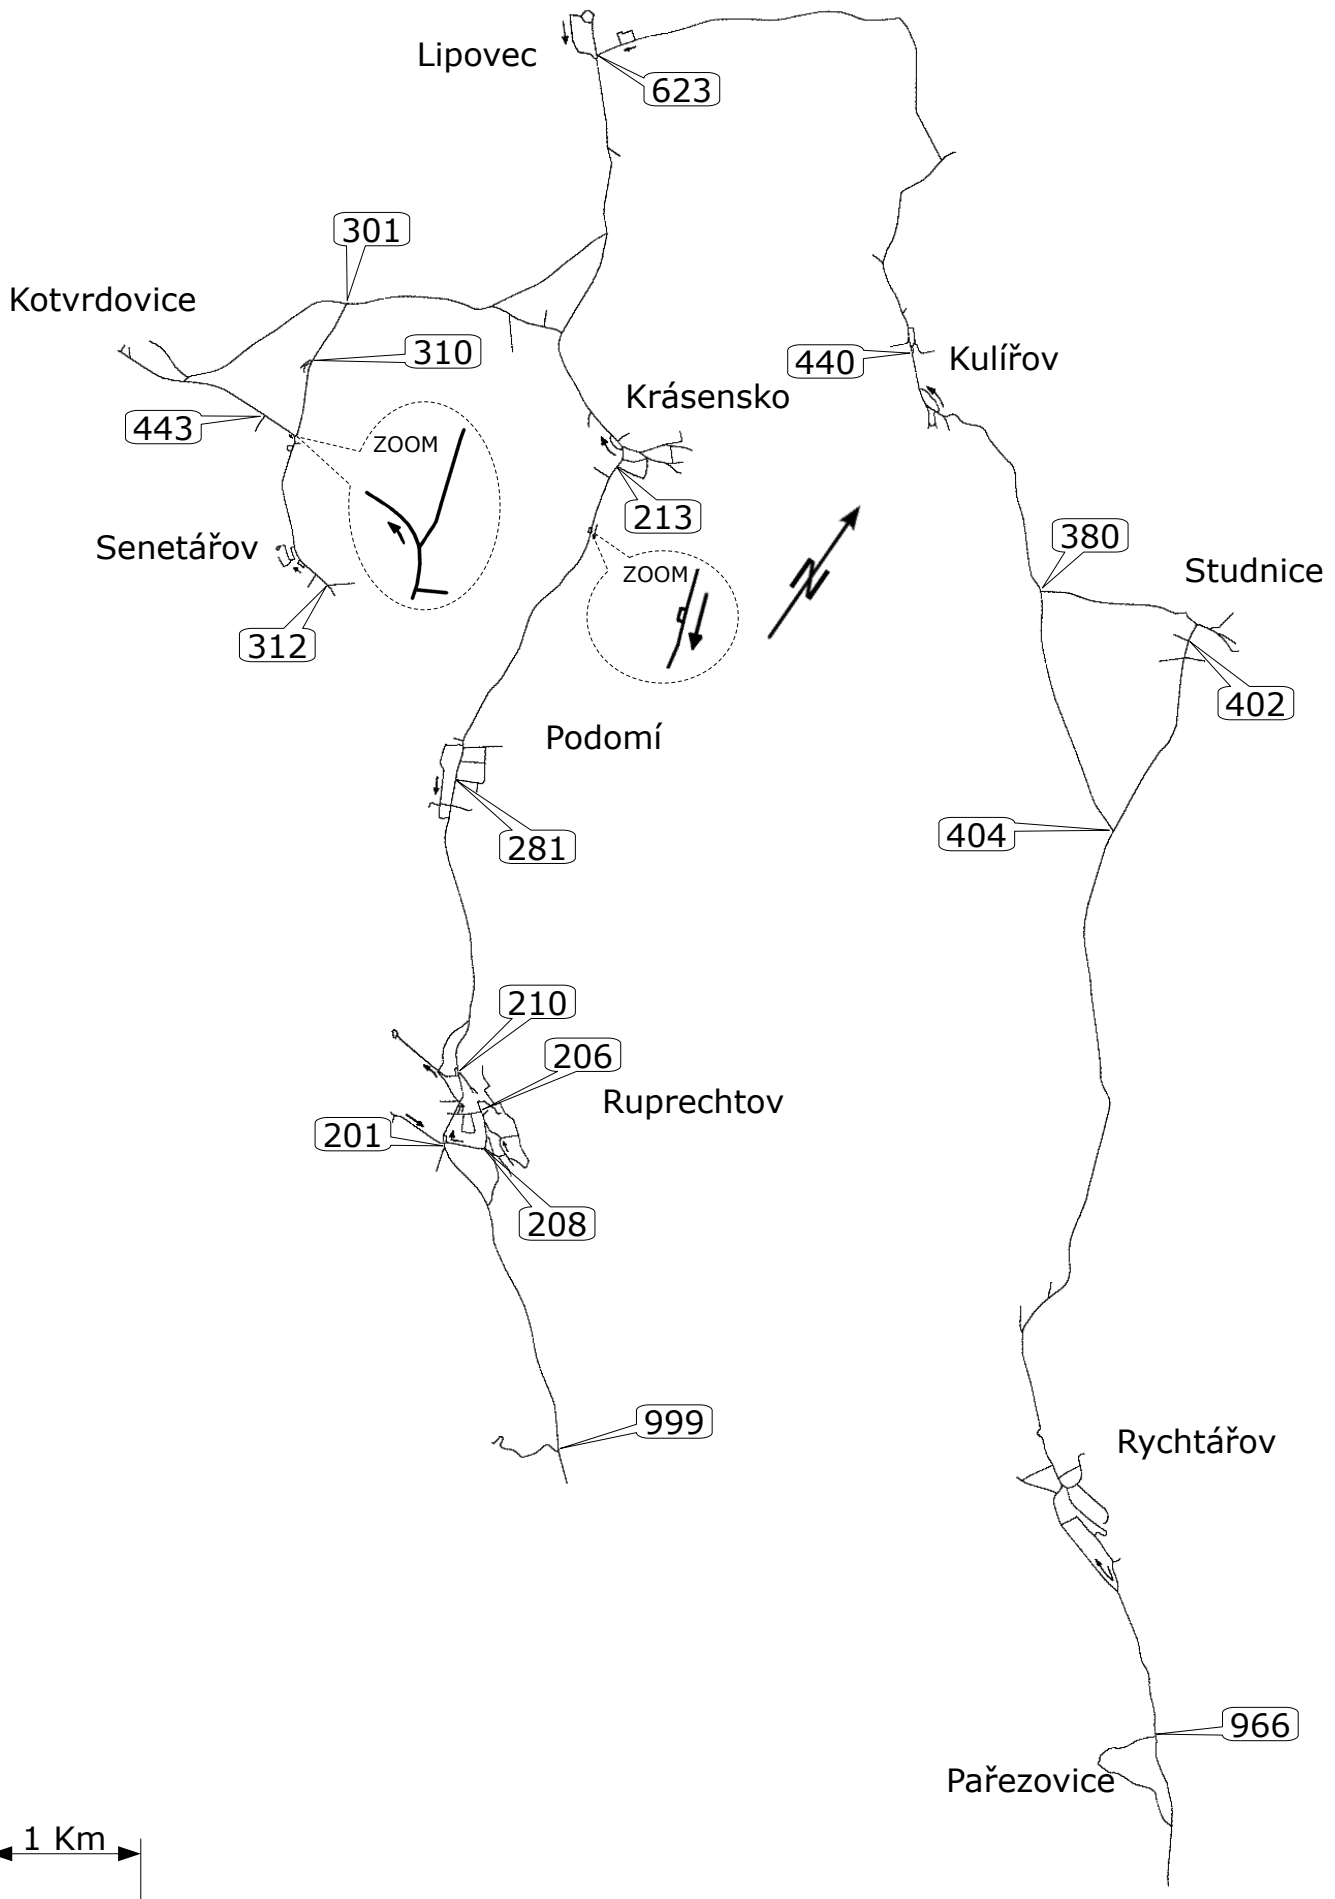 Lipovec
623
301
Kotvrdovice
310
440
Kulířov
Krásensko
443
ZOOM
213
380
Senetářov
ZOOM
N
Studnice
312
402
Podomí
404
281
210
206
Ruprechtov
201
208
999
Rychtářov
966
Pařezovice
1 Km